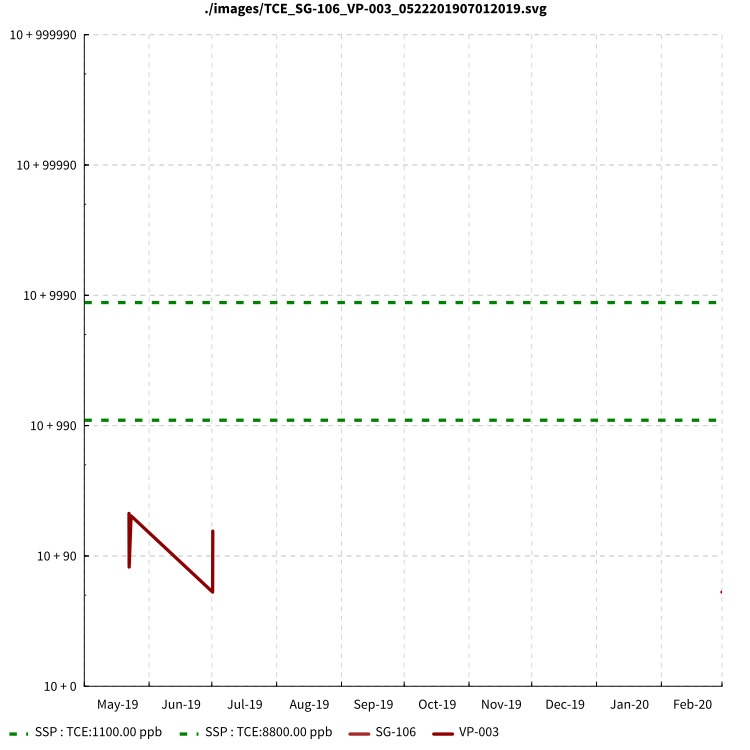 ./images/TCE_SG-106_VP-003_0522201907012019.svg
10 + 999990
10 + 99990
10 + 9990
10 + 990
10 + 90
10 + 0
May-19 Jun-19 Jul-19 Aug-19 Sep-19 Oct-19 Nov-19 Dec-19 Jan-20 Feb-20
SSP : TCE:1100.00 ppb SSP : TCE:8800.00 ppb SG-106 VP-003